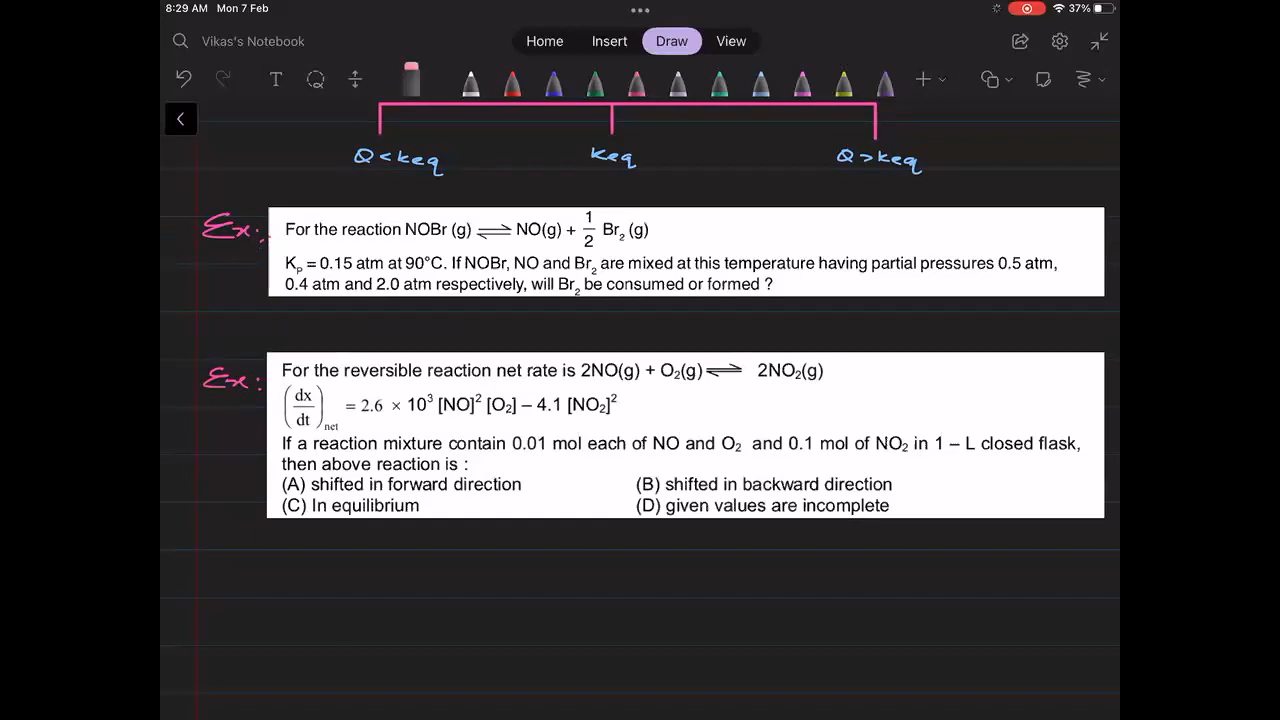 8:29 AM Mon 7 Feb
37%
Vikas's Notebook
Home Insert Draw View
Q < Keq Keq Q > Keq
Ex:
For the reaction NOBr (g) ⇌ NO(g) + 1/2 Br₂ (g)
K_P = 0.15 atm at 90°C. If NOBr, NO and Br₂ are mixed at this temperature having partial pressures 0.5 atm,
0.4 atm and 2.0 atm respectively, will Br₂ be consumed or formed ?
Ex:
For the reversible reaction net rate is 2NO(g) + O₂(g) ⇌ 2NO₂(g)
(dx/dt)net = 2.6 × 10³ [NO]² [O₂] – 4.1 [NO₂]²
If a reaction mixture contain 0.01 mol each of NO and O₂ and 0.1 mol of NO₂ in 1 – L closed flask,
then above reaction is :
(A) shifted in forward direction (B) shifted in backward direction
(C) In equilibrium (D) given values are incomplete